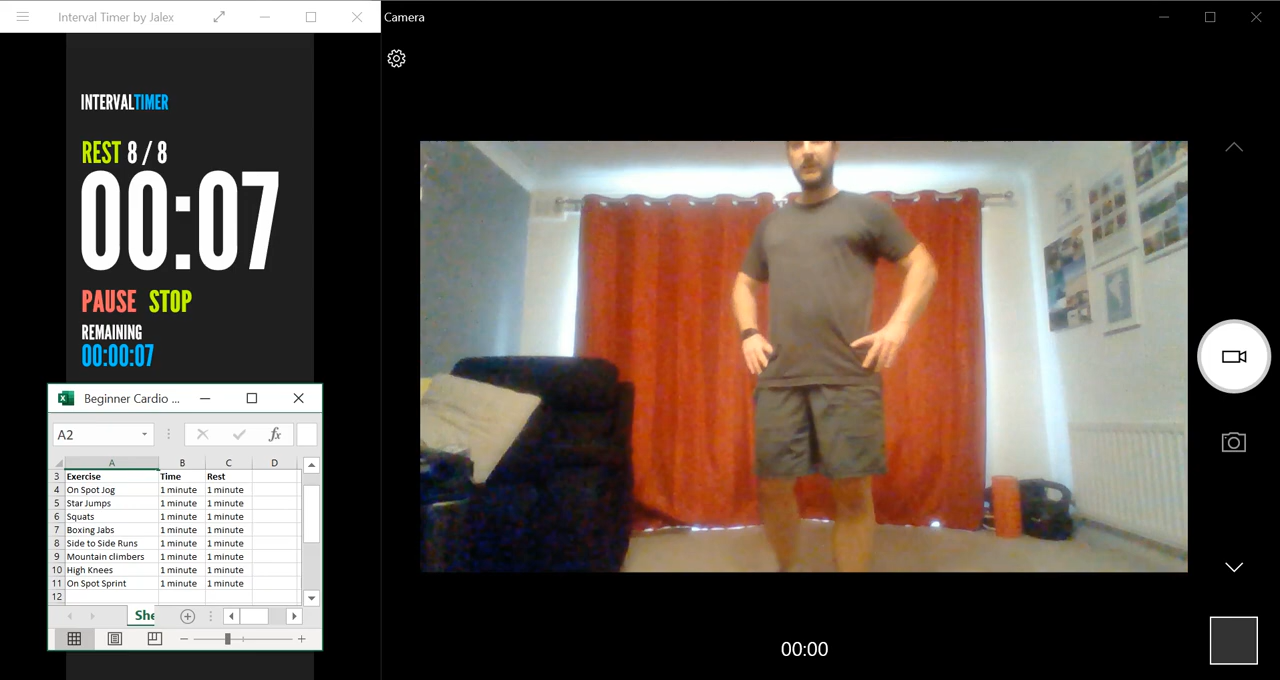 Interval Timer by Jalex
Camera
INTERVALTIMER
REST 8 / 8
00:07
PAUSE STOP
REMAINING
00:00:07
Beginner Cardio ...
A2
fx
A B C D
3 Exercise Time Rest
4 On Spot Jog 1 minute 1 minute
5 Star Jumps 1 minute 1 minute
6 Squats 1 minute 1 minute
7 Boxing Jabs 1 minute 1 minute
8 Side to Side Runs 1 minute 1 minute
9 Mountain climbers 1 minute 1 minute
10 High Knees 1 minute 1 minute
11 On Spot Sprint 1 minute 1 minute
12
She
00:00